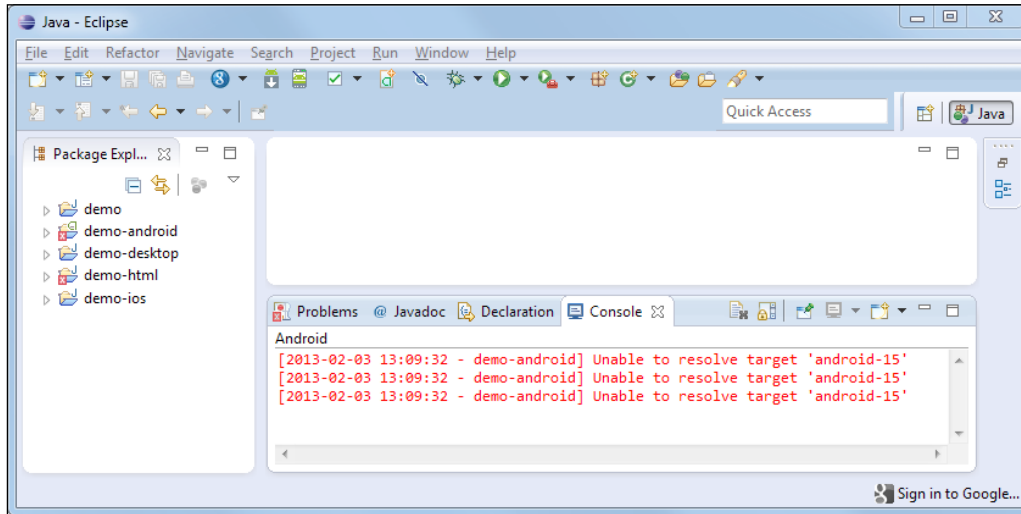 Java - Eclipse
File Edit Refactor Navigate Search Project Run Window Help
Quick Access
Java
Package Expl...
demo
demo-android
demo-desktop
demo-html
demo-ios
Problems @ Javadoc Declaration Console
Android
[2013-02-03 13:09:32 - demo-android] Unable to resolve target 'android-15'
[2013-02-03 13:09:32 - demo-android] Unable to resolve target 'android-15'
[2013-02-03 13:09:32 - demo-android] Unable to resolve target 'android-15'
Sign in to Google...